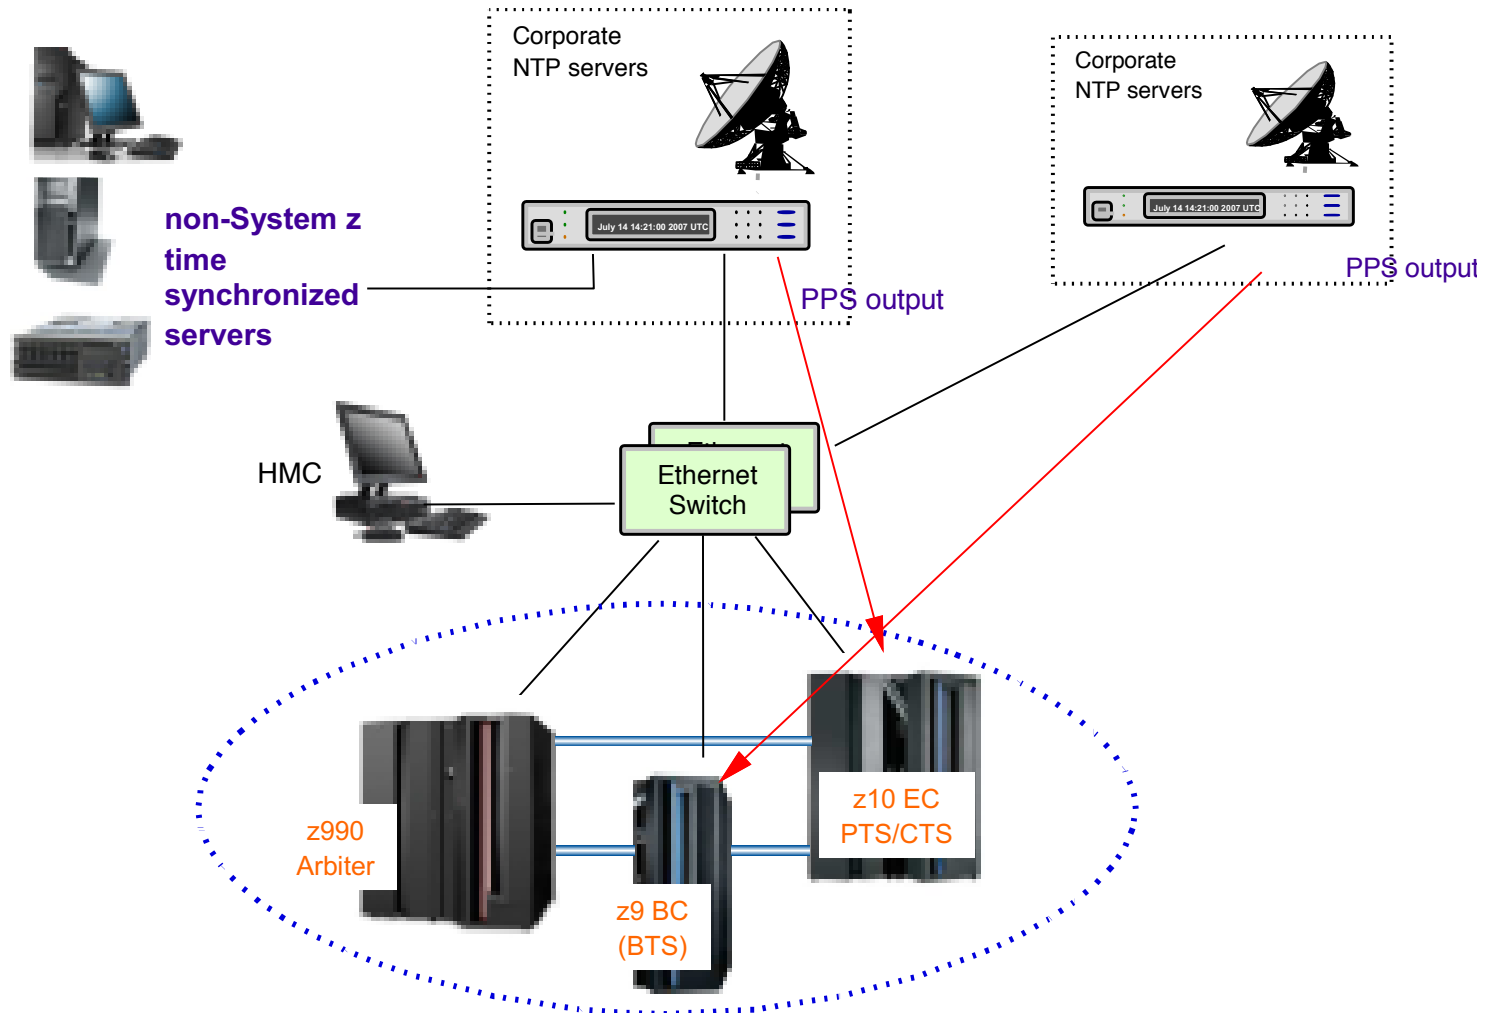 Corporate
NTP servers
Corporate
NTP servers
non-System z
time
synchronized
servers
July 14 14:21:00 2007 UTC
July 14 14:21:00 2007 UTC
PPS output
PPS output
HMC
Ethernet
Switch
z10 EC
PTS/CTS
z990
Arbiter
z9 BC
(BTS)